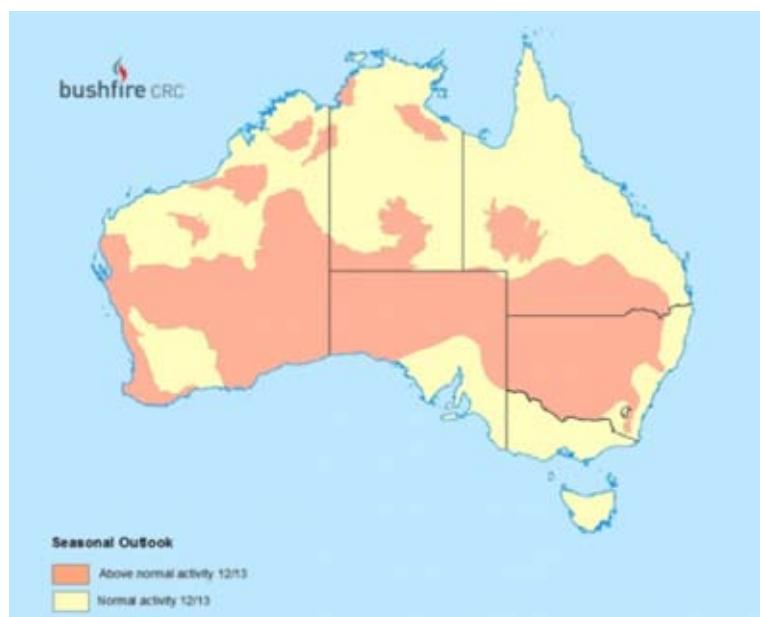 bushfire CRC
Seasonal Outlook
Above normal activity 12/13
Normal activity 12/13